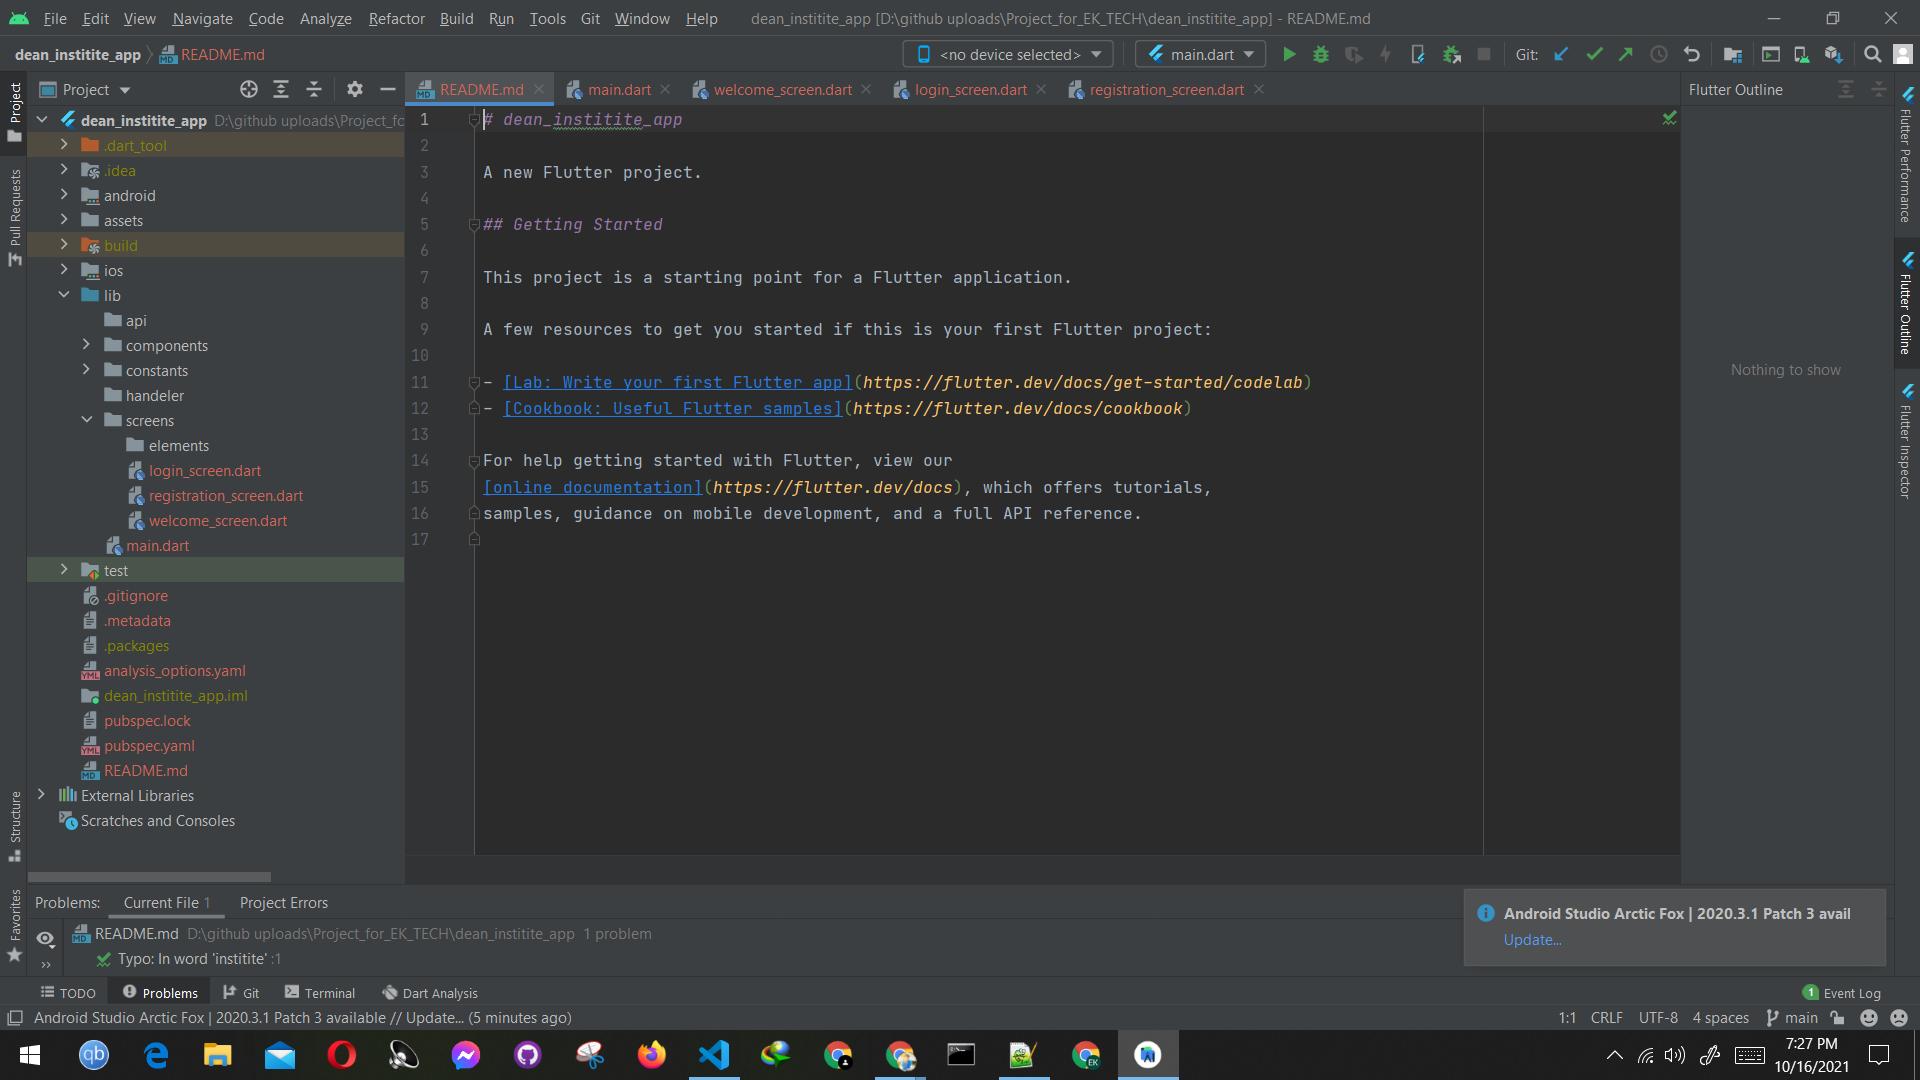 File Edit View Navigate Code Analyze Refactor Build Run Tools Git Window Help dean_institite_app [D:\github uploads\Project_for_EK_TECH\dean_institite_app] - README.md
dean_institite_app README.md <no device selected> main.dart Git:
Project README.md main.dart welcome_screen.dart login_screen.dart registration_screen.dart Flutter Outline
Project
Pull Requests
Structure
Favorites
dean_institite_app D:\github uploads\Project_fo
.dart_tool
.idea
android
assets
build
ios
lib
api
components
constants
handeler
screens
elements
login_screen.dart
registration_screen.dart
welcome_screen.dart
main.dart
test
.gitignore
.metadata
.packages
analysis_options.yaml
dean_institite_app.iml
pubspec.lock
pubspec.yaml
README.md
External Libraries
Scratches and Consoles
1 # dean_institite_app
2
3 A new Flutter project.
4
5 ## Getting Started
6
7 This project is a starting point for a Flutter application.
8
9 A few resources to get you started if this is your first Flutter project:
10
11 - [Lab: Write your first Flutter app](https://flutter.dev/docs/get-started/codelab)
12 - [Cookbook: Useful Flutter samples](https://flutter.dev/docs/cookbook)
13
14 For help getting started with Flutter, view our
15 [online documentation](https://flutter.dev/docs), which offers tutorials,
16 samples, guidance on mobile development, and a full API reference.
17
Nothing to show
Flutter Performance
Flutter Outline
Flutter Inspector
Problems: Current File 1 Project Errors
README.md D:\github uploads\Project_for_EK_TECH\dean_institite_app 1 problem
Typo: In word 'institite' :1
Android Studio Arctic Fox | 2020.3.1 Patch 3 avail
Update...
TODO Problems Git Terminal Dart Analysis 1 Event Log
Android Studio Arctic Fox | 2020.3.1 Patch 3 available // Update... (5 minutes ago) 1:1 CRLF UTF-8 4 spaces main
7:27 PM
10/16/2021